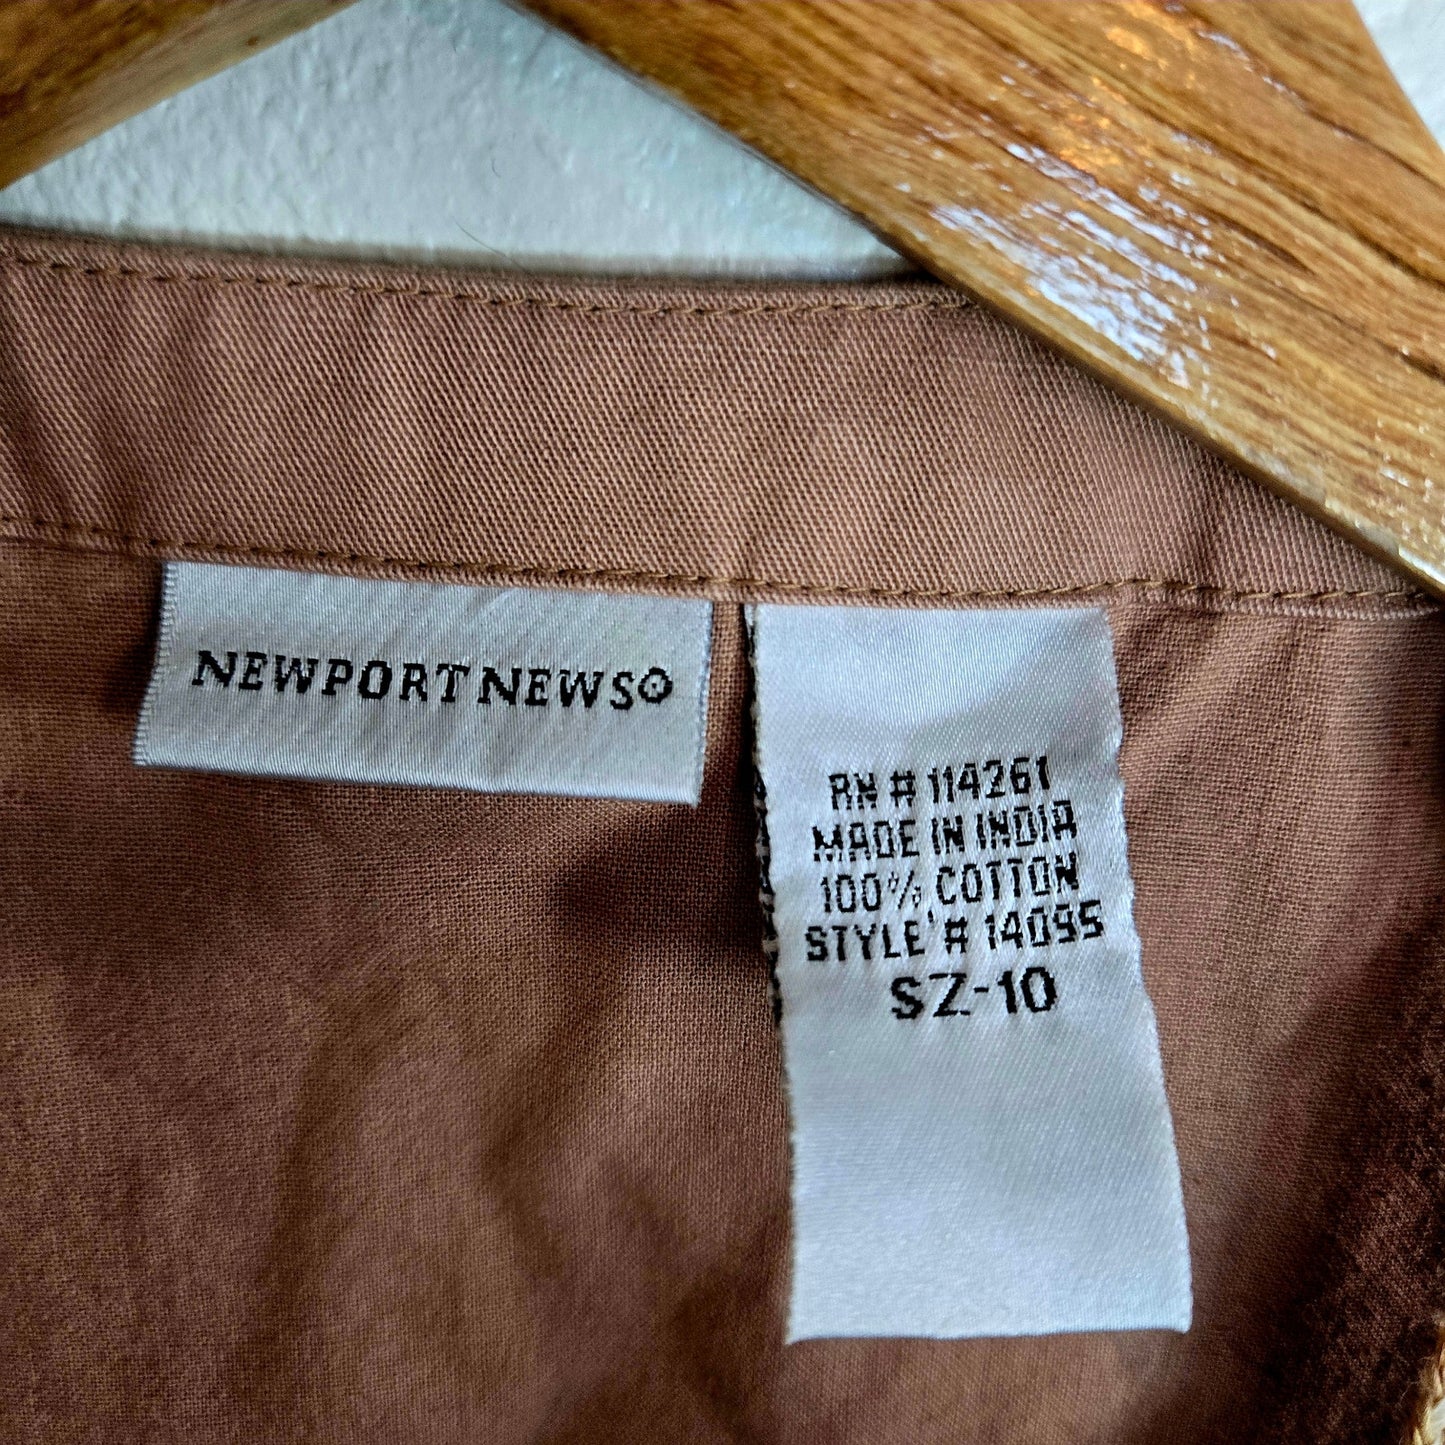 NEWPORT NEWS
RN # 114261
MADE IN INDIA
100% COTTON
STYLE # 14095
SZ-10